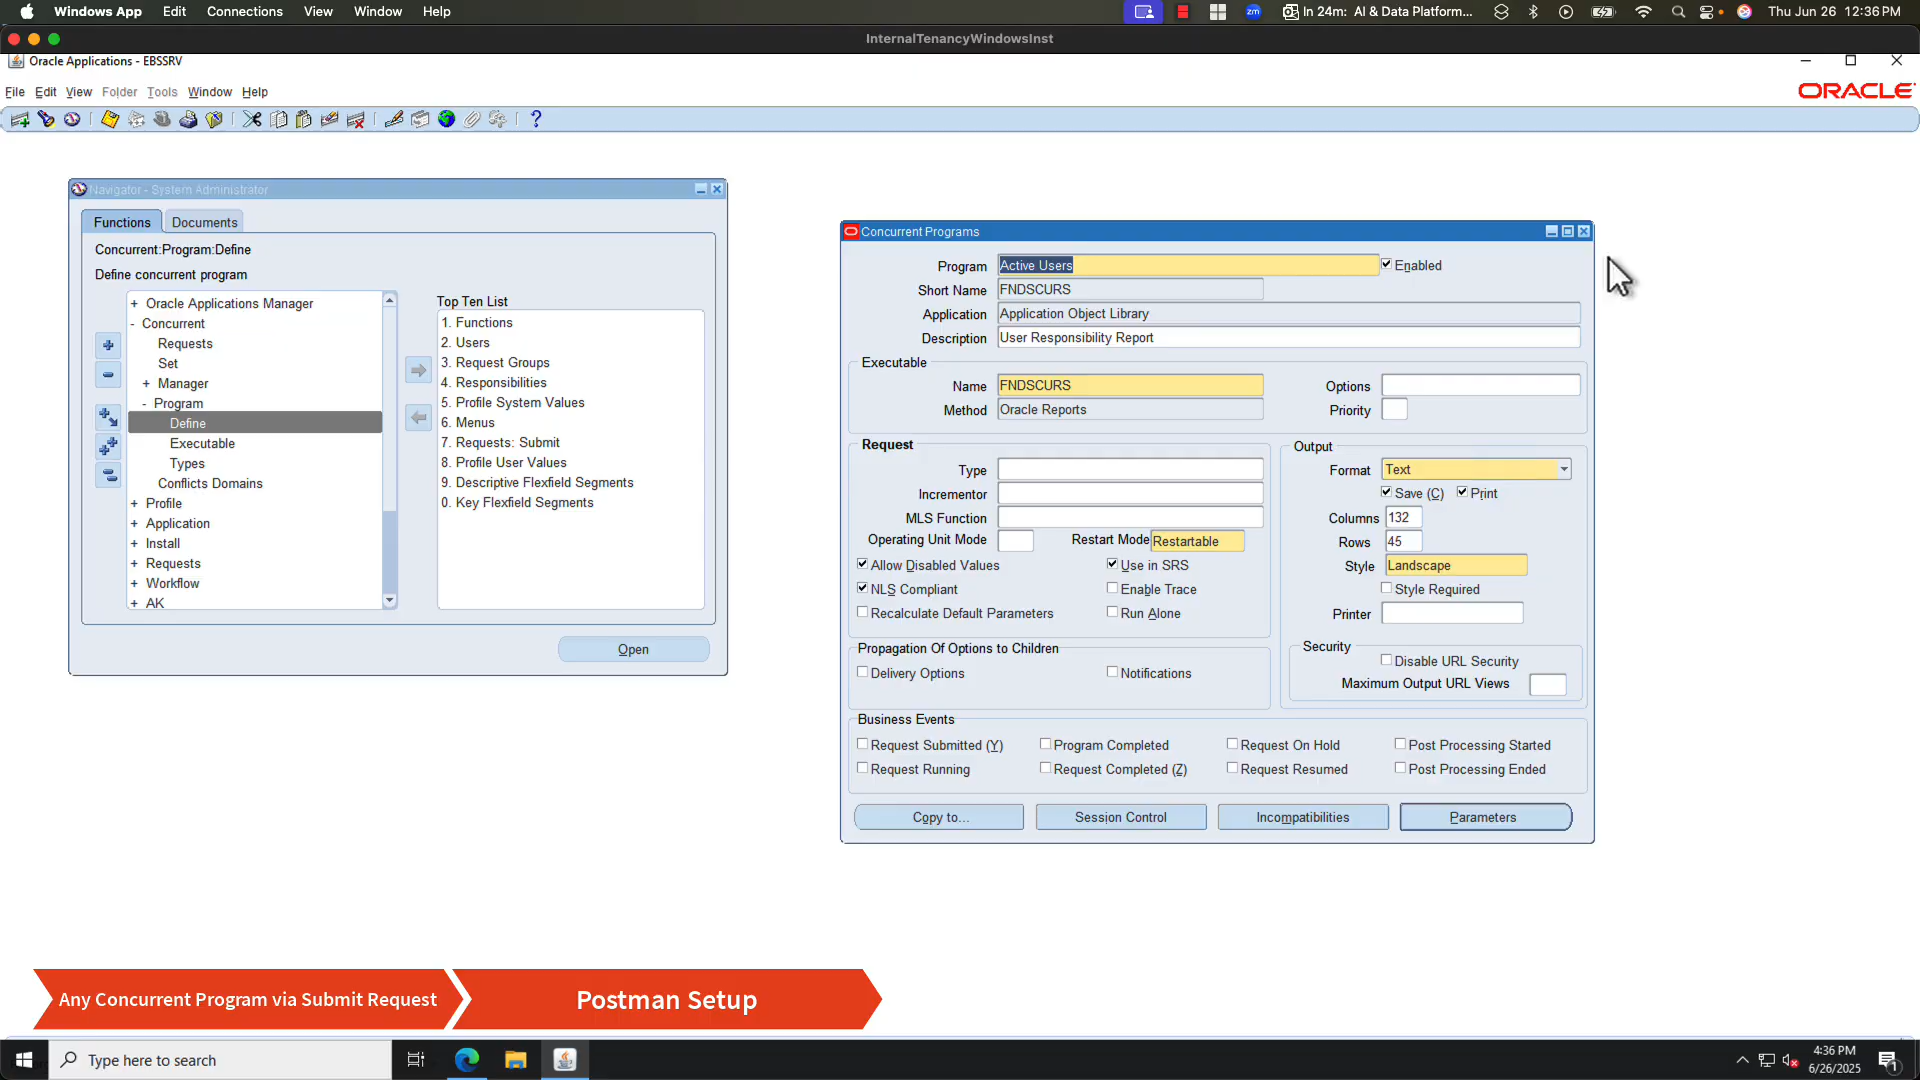 Windows App Edit Connections View Window Help
zm In 24m: AI & Data Platform... Thu Jun 26 12:36 PM
InternalTenancyWindowsInst
Oracle Applications - EBSSRV
File Edit View Folder Tools Window Help
ORACLE
Navigator - System Administrator
Functions Documents
Concurrent:Program:Define
Define concurrent program
+ Oracle Applications Manager
- Concurrent
Requests
Set
+ Manager
- Program
Define
Executable
Types
Conflicts Domains
+ Profile
+ Application
+ Install
+ Requests
+ Workflow
+ AK
Top Ten List
1. Functions
2. Users
3. Request Groups
4. Responsibilities
5. Profile System Values
6. Menus
7. Requests: Submit
8. Profile User Values
9. Descriptive Flexfield Segments
0. Key Flexfield Segments
Open
Concurrent Programs
Program Active Users Enabled
Short Name FNDSCURS
Application Application Object Library
Description User Responsibility Report
Executable
Name FNDSCURS Options
Method Oracle Reports Priority
Request
Type
Incrementor
MLS Function
Operating Unit Mode Restart Mode Restartable
Allow Disabled Values Use in SRS
NLS Compliant Enable Trace
Recalculate Default Parameters Run Alone
Output
Format Text
Save (C) Print
Columns 132
Rows 45
Style Landscape
Style Required
Printer
Propagation Of Options to Children
Delivery Options Notifications
Security
Disable URL Security
Maximum Output URL Views
Business Events
Request Submitted (Y) Program Completed Request On Hold Post Processing Started
Request Running Request Completed (Z) Request Resumed Post Processing Ended
Copy to... Session Control Incompatibilities Parameters
Any Concurrent Program via Submit Request Postman Setup
Type here to search
4:36 PM
6/26/2025
1